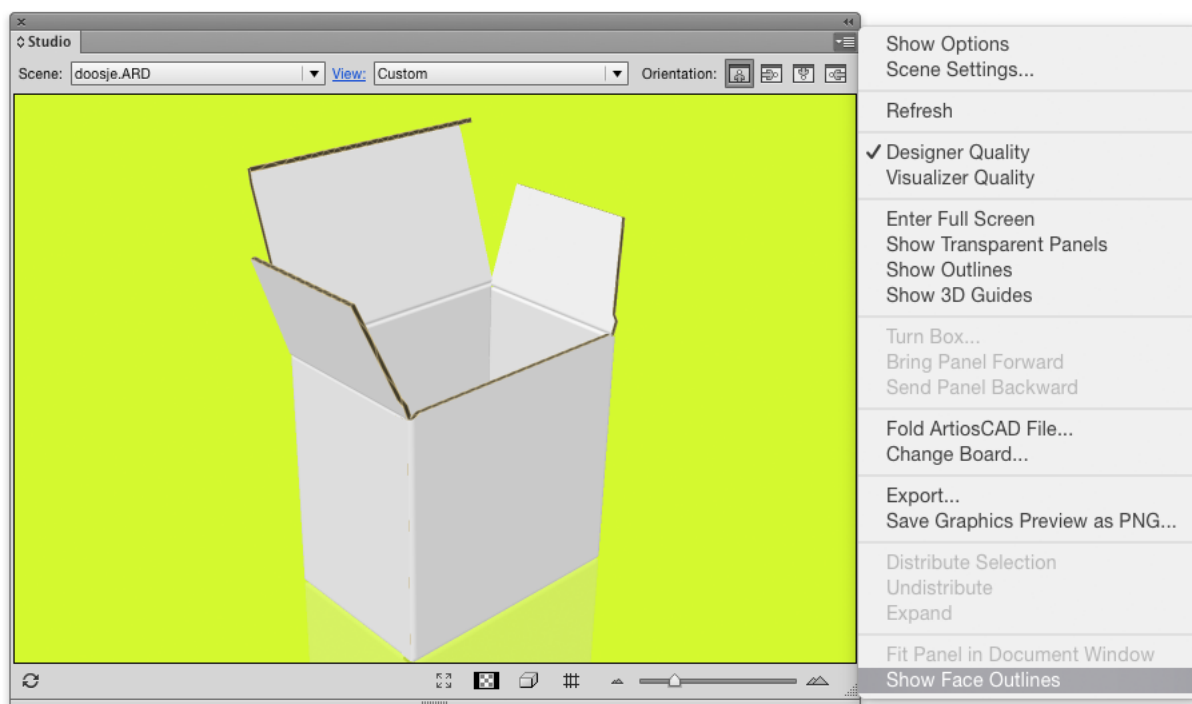 Studio
Scene: doosje.ARD View: Custom Orientation:
Show Options
Scene Settings...
Refresh
Designer Quality
Visualizer Quality
Enter Full Screen
Show Transparent Panels
Show Outlines
Show 3D Guides
Turn Box...
Bring Panel Forward
Send Panel Backward
Fold ArtiosCAD File...
Change Board...
Export...
Save Graphics Preview as PNG...
Distribute Selection
Undistribute
Expand
Fit Panel in Document Window
Show Face Outlines